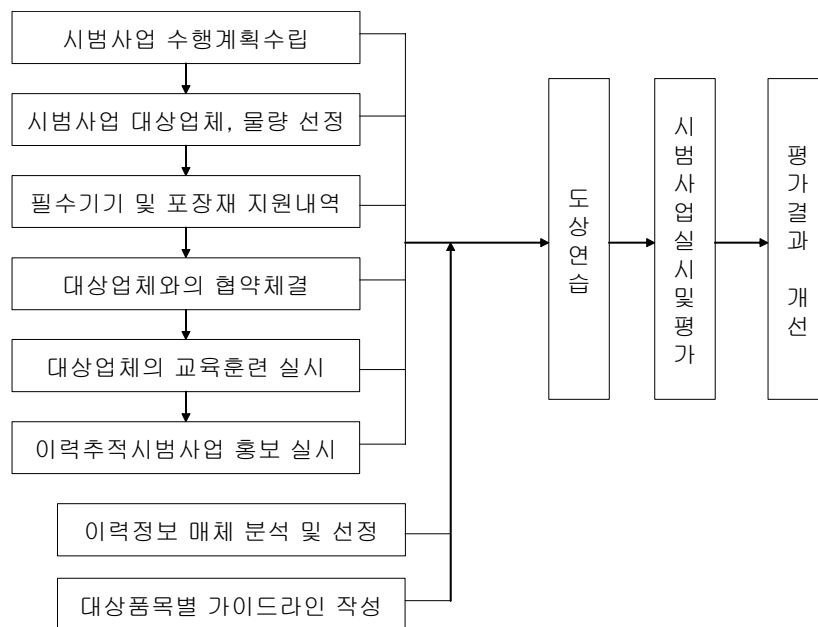 시범사업 수행계획수립
시범사업 대상업체, 물량 선정
필수기기 및 포장재 지원내역
대상업체와의 협약체결
대상업체의 교육훈련 실시
이력추적시범사업 홍보 실시
이력정보 매체 분석 및 선정
대상품목별 가이드라인 작성
도상연습
시범사업실시및평가
평가결과 개선